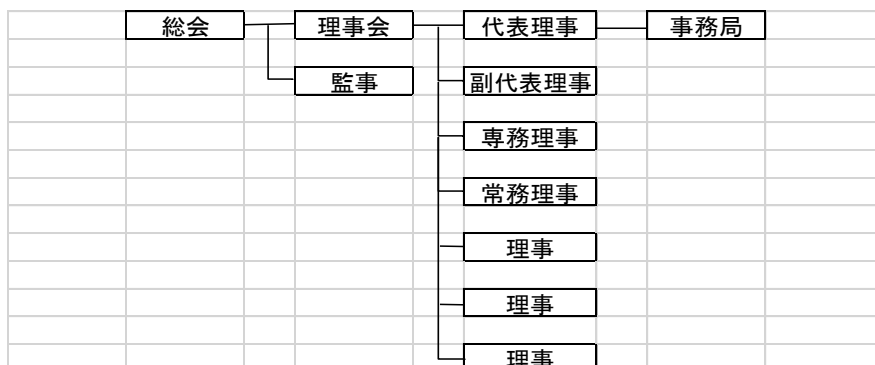 総会 理事会 代表理事 事務局
監事 副代表理事
専務理事
常務理事
理事
理事
理事